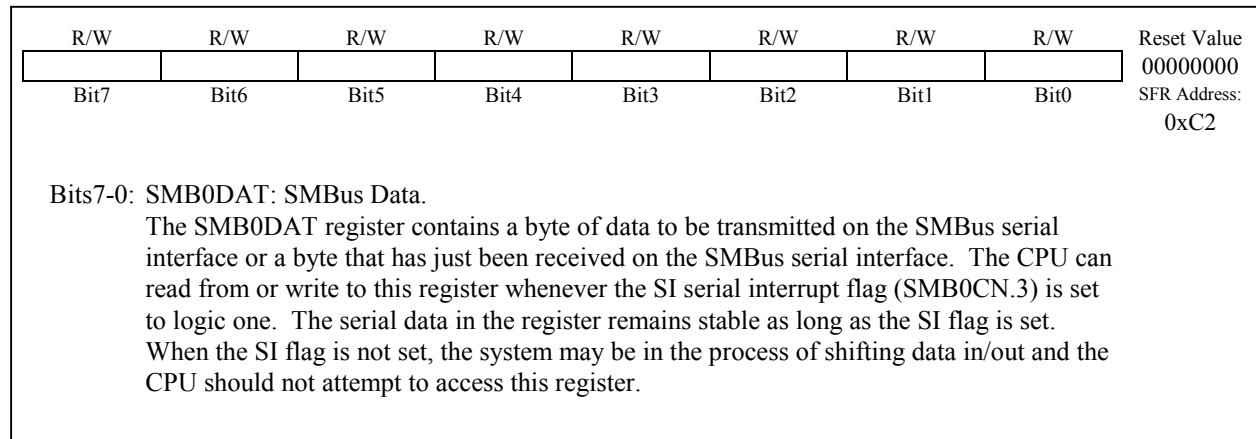 R/W R/W R/W R/W R/W R/W R/W R/W Reset Value
00000000
Bit7 Bit6 Bit5 Bit4 Bit3 Bit2 Bit1 Bit0 SFR Address:
0xC2
Bits7-0: SMB0DAT: SMBus Data.
The SMB0DAT register contains a byte of data to be transmitted on the SMBus serial
interface or a byte that has just been received on the SMBus serial interface. The CPU can
read from or write to this register whenever the SI serial interrupt flag (SMB0CN.3) is set
to logic one. The serial data in the register remains stable as long as the SI flag is set.
When the SI flag is not set, the system may be in the process of shifting data in/out and the
CPU should not attempt to access this register.